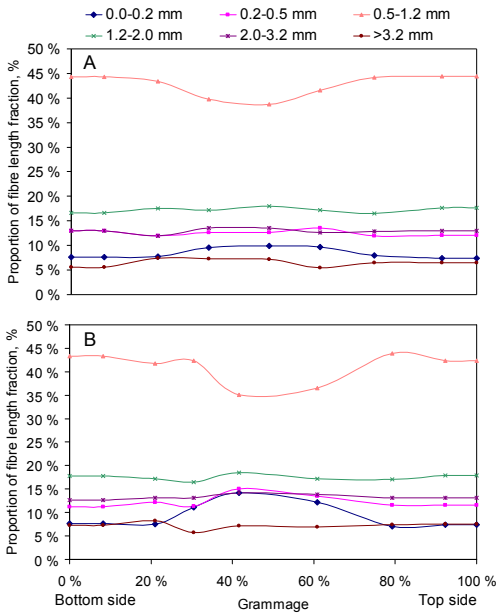 0.0-0.2 mm 0.2-0.5 mm 0.5-1.2 mm
1.2-2.0 mm 2.0-3.2 mm >3.2 mm
A
Proportion of fibre length fraction, %
50 %
45 %
40 %
35 %
30 %
25 %
20 %
15 %
10 %
5 %
0 %
B
Proportion of fibre length fraction, %
50 %
45 %
40 %
35 %
30 %
25 %
20 %
15 %
10 %
5 %
0 %
0 % 20 % 40 % 60 % 80 % 100 %
Bottom side Grammage Top side